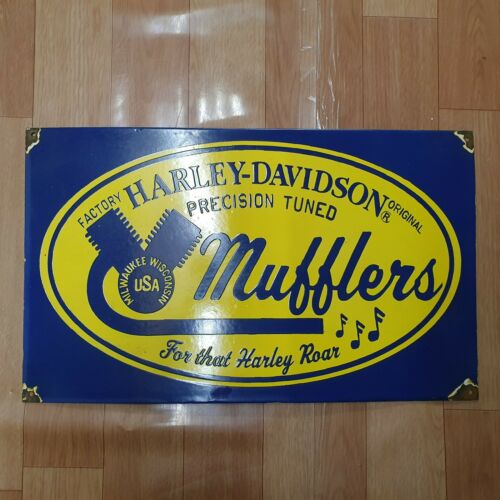 FACTORY HARLEY-DAVIDSON® ORIGINAL
PRECISION TUNED
Mufflers
MILWAUKEE WISCONSIN
USA
For that Harley Roar